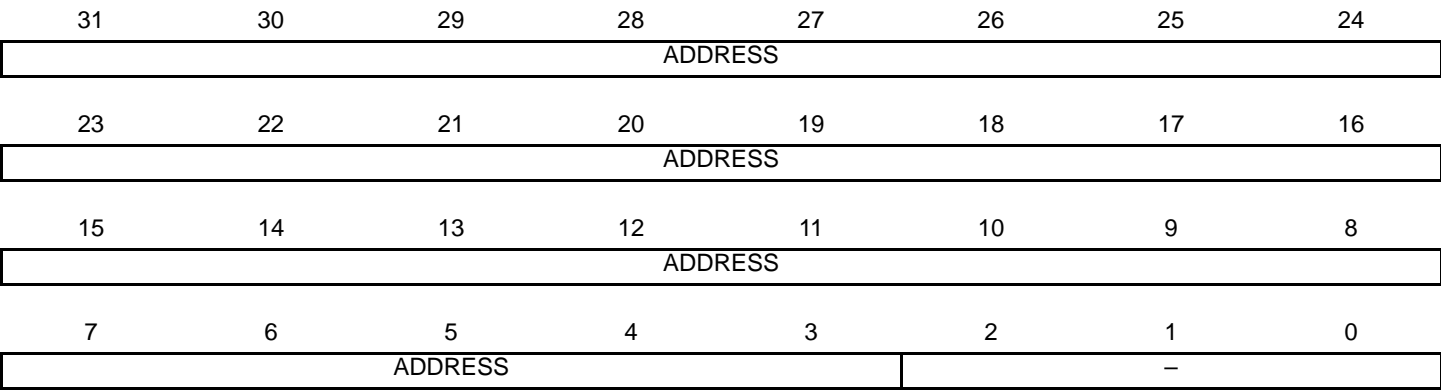 31 30 29 28 27 26 25 24
ADDRESS
23 22 21 20 19 18 17 16
ADDRESS
15 14 13 12 11 10 9 8
ADDRESS
7 6 5 4 3 2 1 0
ADDRESS –